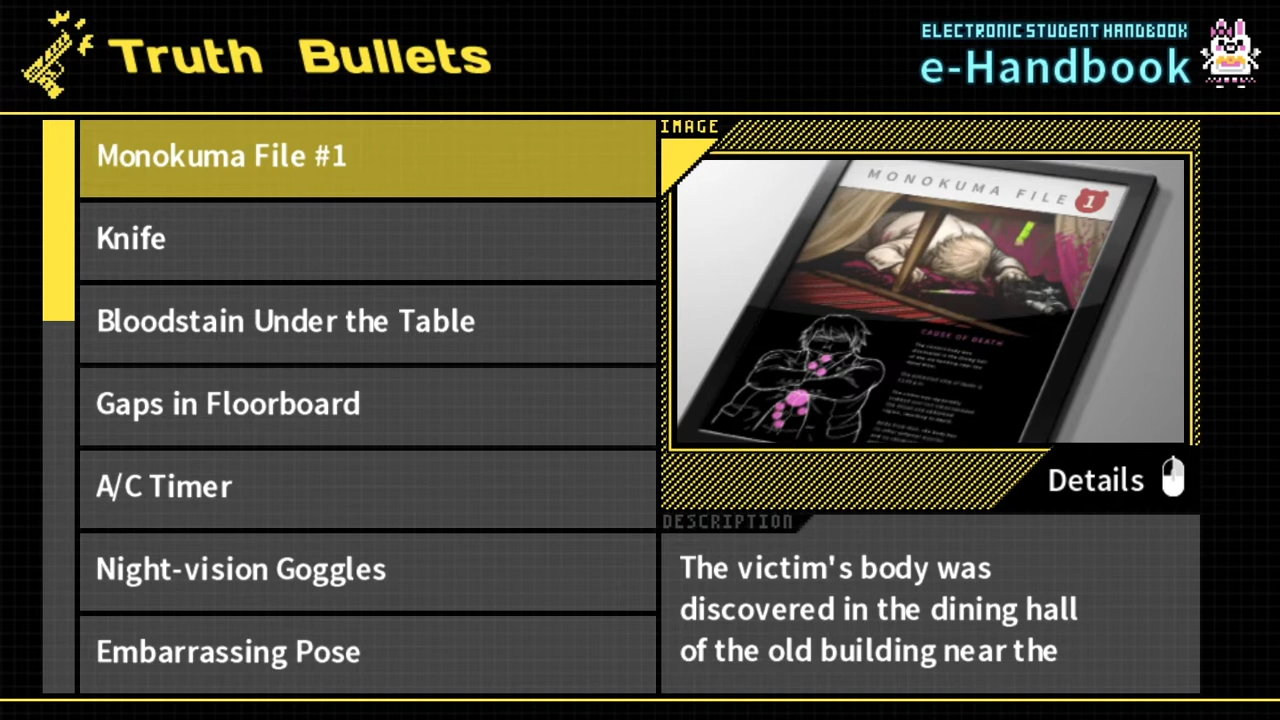 Truth Bullets
ELECTRONIC STUDENT HANDBOOK
e-Handbook
Monokuma File #1
Knife
Bloodstain Under the Table
Gaps in Floorboard
A/C Timer
Night-vision Goggles
Embarrassing Pose
IMAGE
MONOKUMA FILE 1
CAUSE OF DEATH
Details
DESCRIPTION
The victim's body was
discovered in the dining hall
of the old building near the